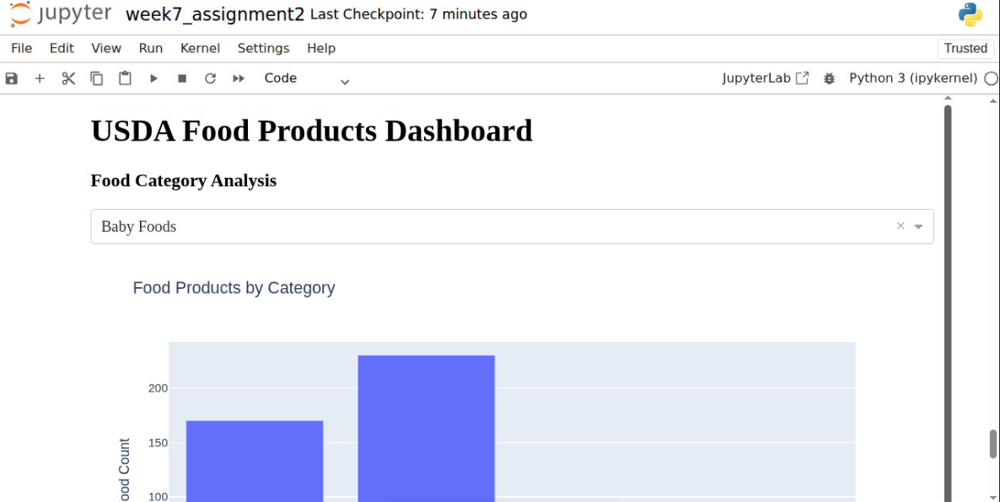 jupyter week7_assignment2 Last Checkpoint: 7 minutes ago
File Edit View Run Kernel Settings Help Trusted
Code JupyterLab Python 3 (ipykernel)
USDA Food Products Dashboard
Food Category Analysis
Baby Foods
Food Products by Category
200
150
100
ood Count